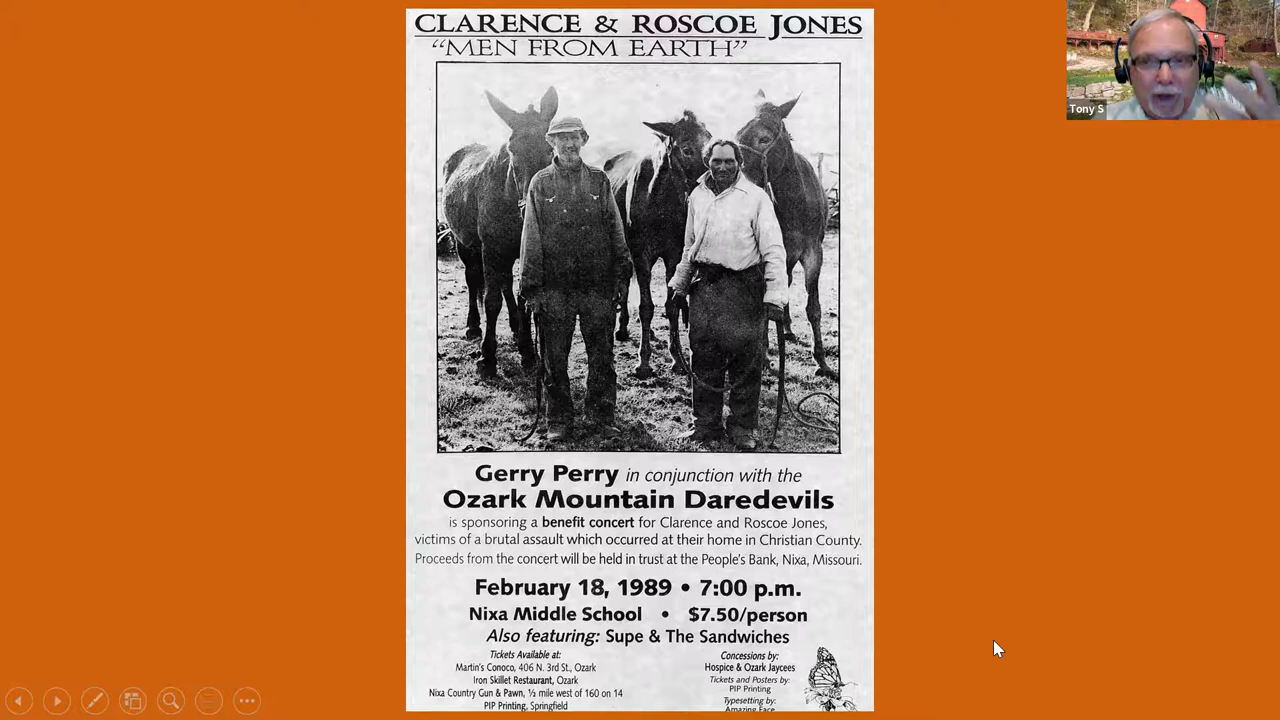 CLARENCE & ROSCOE JONES
“MEN FROM EARTH”
Tony S
Gerry Perry in conjunction with the
Ozark Mountain Daredevils
is sponsoring a benefit concert for Clarence and Roscoe Jones,
victims of a brutal assault which occurred at their home in Christian County.
Proceeds from the concert will be held in trust at the People's Bank, Nixa, Missouri.
February 18, 1989 • 7:00 p.m.
Nixa Middle School • $7.50/person
Also featuring: Supe & The Sandwiches
Tickets Available at:
Martin's Conoco, 406 N. 3rd St., Ozark
Iron Skillet Restaurant, Ozark
Nixa Country Gun & Pawn, ½ mile west of 160 on 14
PIP Printing, Springfield
Concessions by:
Hospice & Ozark Jaycees
Tickets and Posters by:
PIP Printing
Typesetting by:
Amazing Face